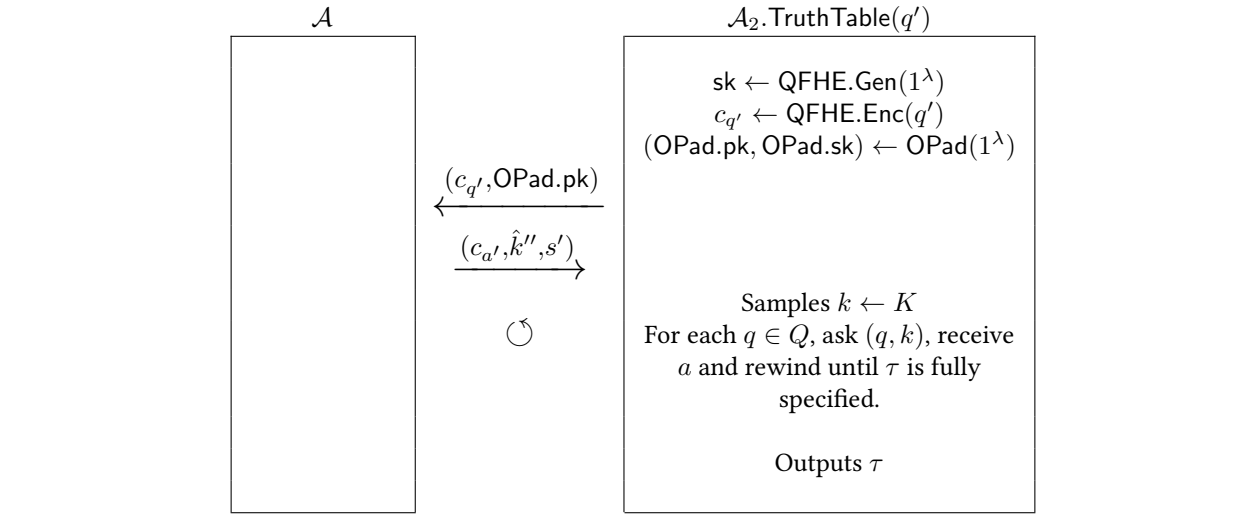 𝒜
𝒜₂.TruthTable(q′)
sk ← QFHE.Gen(1^λ)
c_{q′} ← QFHE.Enc(q′)
(OPad.pk, OPad.sk) ← OPad(1^λ)
(c_{q′},OPad.pk)
(c_{a′},k̂′′,s′)
Samples k ← K
For each q ∈ Q, ask (q, k), receive
a and rewind until τ is fully
specified.
Outputs τ